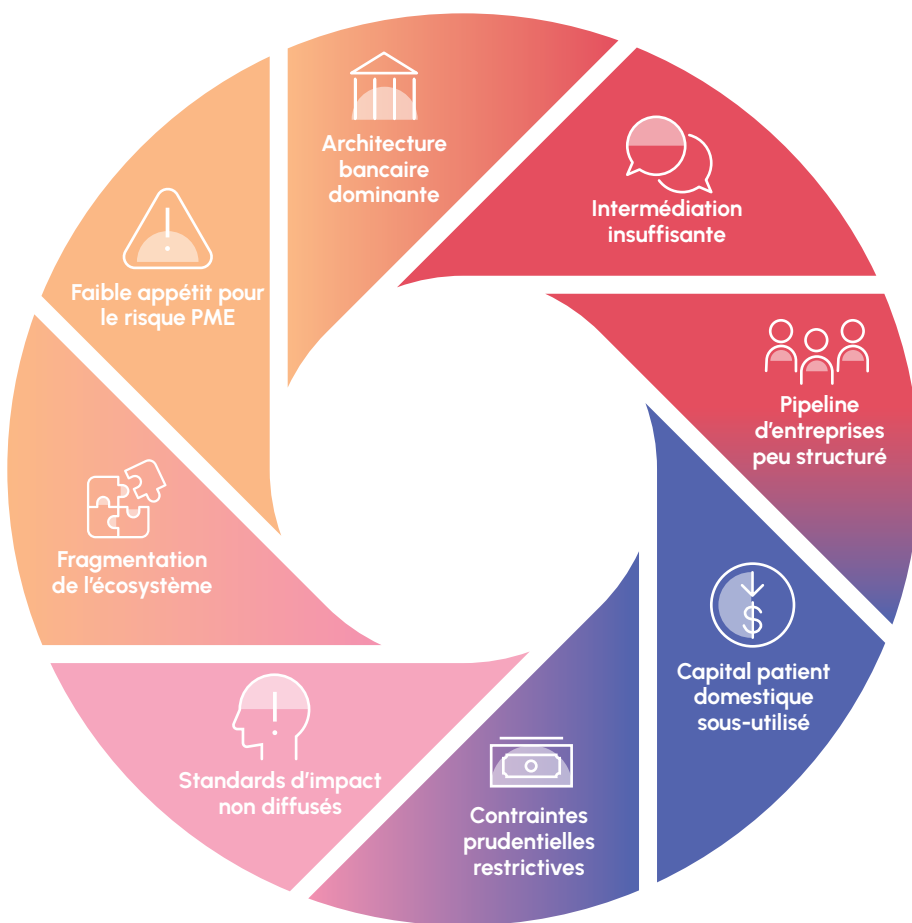 Architecture
bancaire
dominante
Intermédiation
insuffisante
Pipeline
d'entreprises
peu structuré
Capital patient
domestique
sous-utilisé
Contraintes
prudentielles
restrictives
Standards d'impact
non diffusés
Fragmentation
de l'écosystème
Faible appétit pour
le risque PME
$